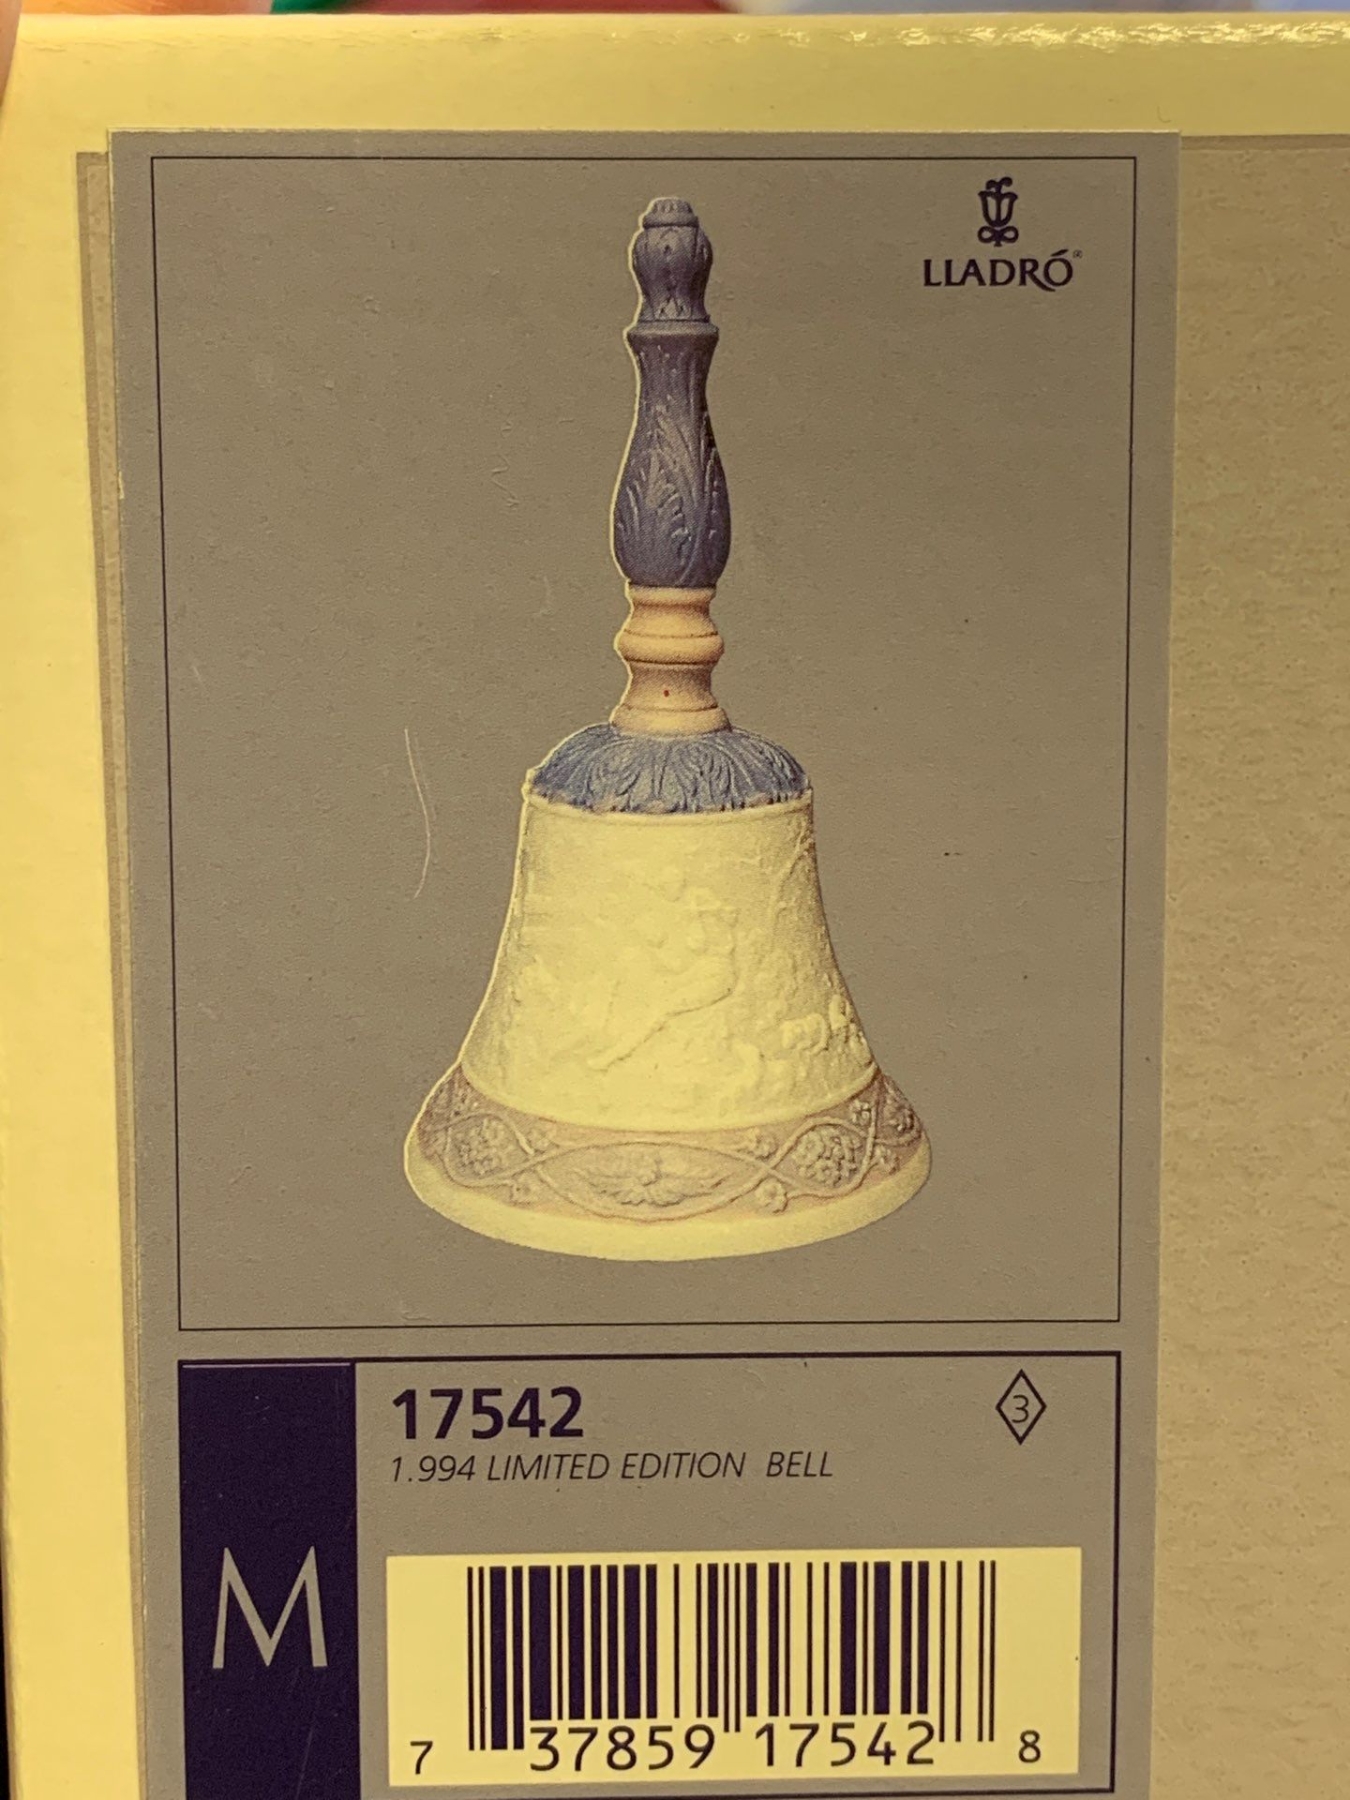 LLADRÓ®
17542
3
1.994 LIMITED EDITION BELL
M
7 37859 17542 8